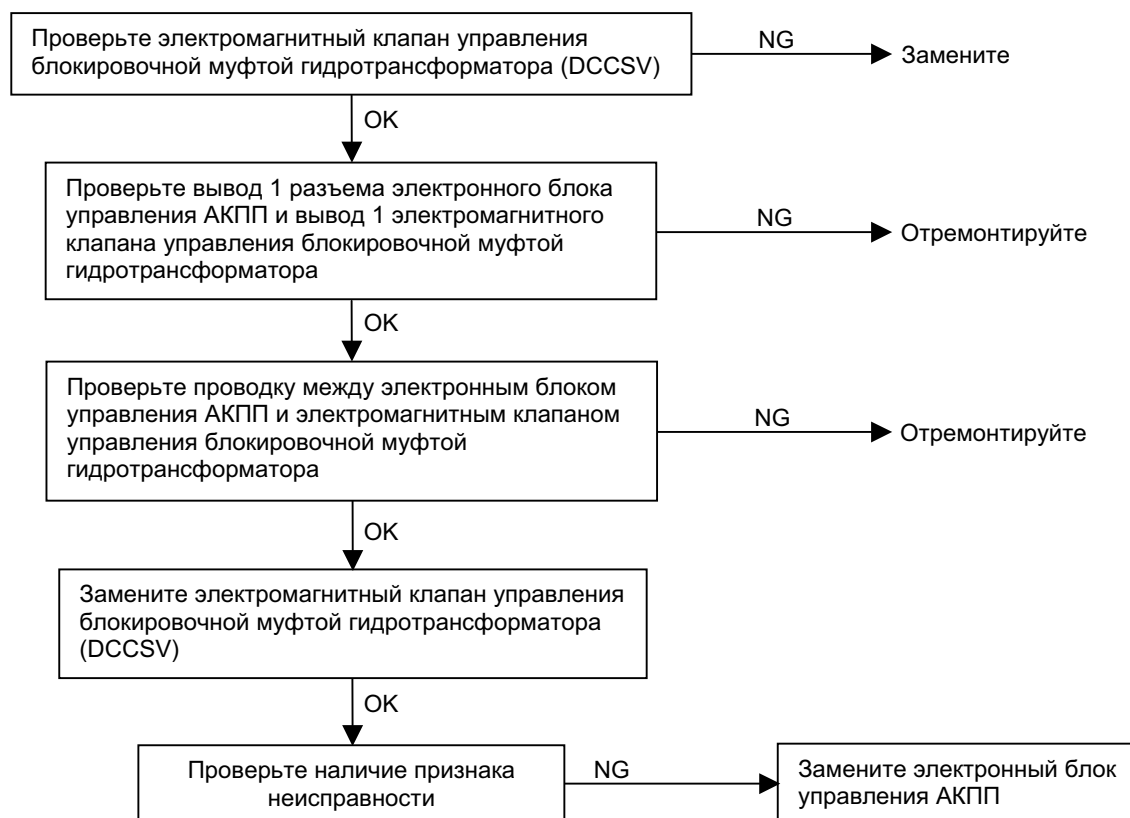 Проверьте электромагнитный клапан управления
блокировочной муфтой гидротрансформатора (DCCSV)
NG
Замените
OK
Проверьте вывод 1 разъема электронного блока
управления АКПП и вывод 1 электромагнитного
клапана управления блокировочной муфтой
гидротрансформатора
NG
Отремонтируйте
OK
Проверьте проводку между электронным блоком
управления АКПП и электромагнитным клапаном
управления блокировочной муфтой
гидротрансформатора
NG
Отремонтируйте
OK
Замените электромагнитный клапан управления
блокировочной муфтой гидротрансформатора
(DCCSV)
OK
Проверьте наличие признака
неисправности
NG
Замените электронный блок
управления АКПП